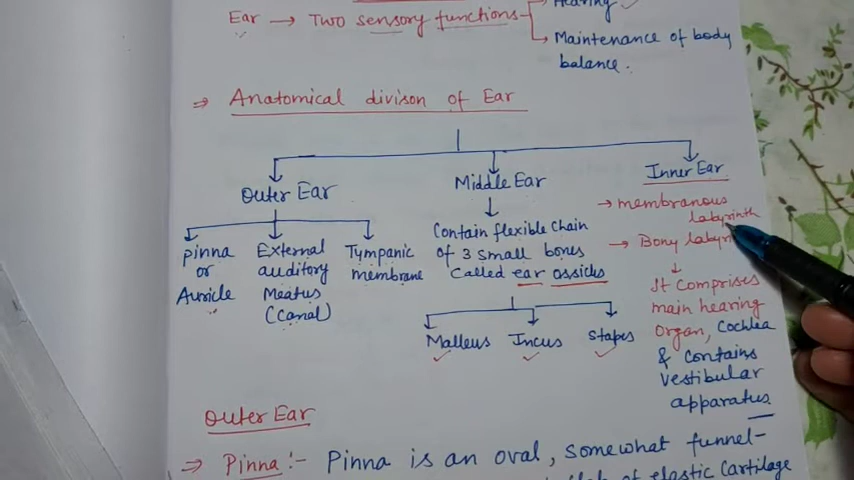 Hearing
Ear → Two sensory functions
Maintenance of body
balance.
⇒ Anatomical divison of Ear
Outer Ear
Middle Ear
Inner Ear
pinna
or
Auricle
External
auditory
Meatus
(Canal)
Tympanic
membrane
Contain flexible chain
of 3 small bones
Called ear ossicles
Malleus
Incus
Stapes
→ membranous
labyrinth
→ Bony
It comprises
main hearing
organ, Cochlea
& contains
vestibular
apparatus
Outer Ear
⇒ Pinna :- Pinna is an oval, somewhat funnel-
of elastic Cartilage